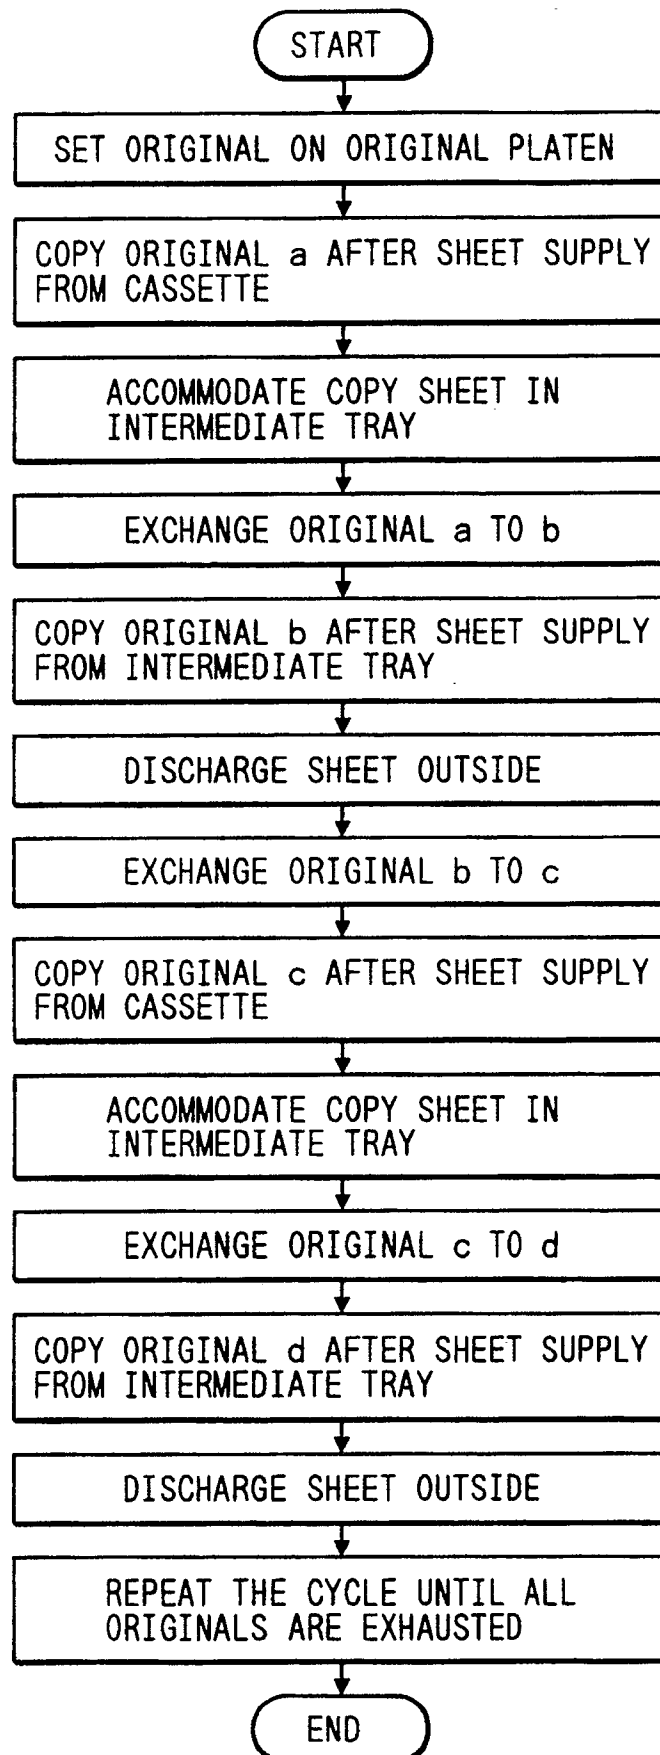 START
SET ORIGINAL ON ORIGINAL PLATEN
COPY ORIGINAL a AFTER SHEET SUPPLY
FROM CASSETTE
ACCOMMODATE COPY SHEET IN
INTERMEDIATE TRAY
EXCHANGE ORIGINAL a TO b
COPY ORIGINAL b AFTER SHEET SUPPLY
FROM INTERMEDIATE TRAY
DISCHARGE SHEET OUTSIDE
EXCHANGE ORIGINAL b TO c
COPY ORIGINAL c AFTER SHEET SUPPLY
FROM CASSETTE
ACCOMMODATE COPY SHEET IN
INTERMEDIATE TRAY
EXCHANGE ORIGINAL c TO d
COPY ORIGINAL d AFTER SHEET SUPPLY
FROM INTERMEDIATE TRAY
DISCHARGE SHEET OUTSIDE
REPEAT THE CYCLE UNTIL ALL
ORIGINALS ARE EXHAUSTED
END